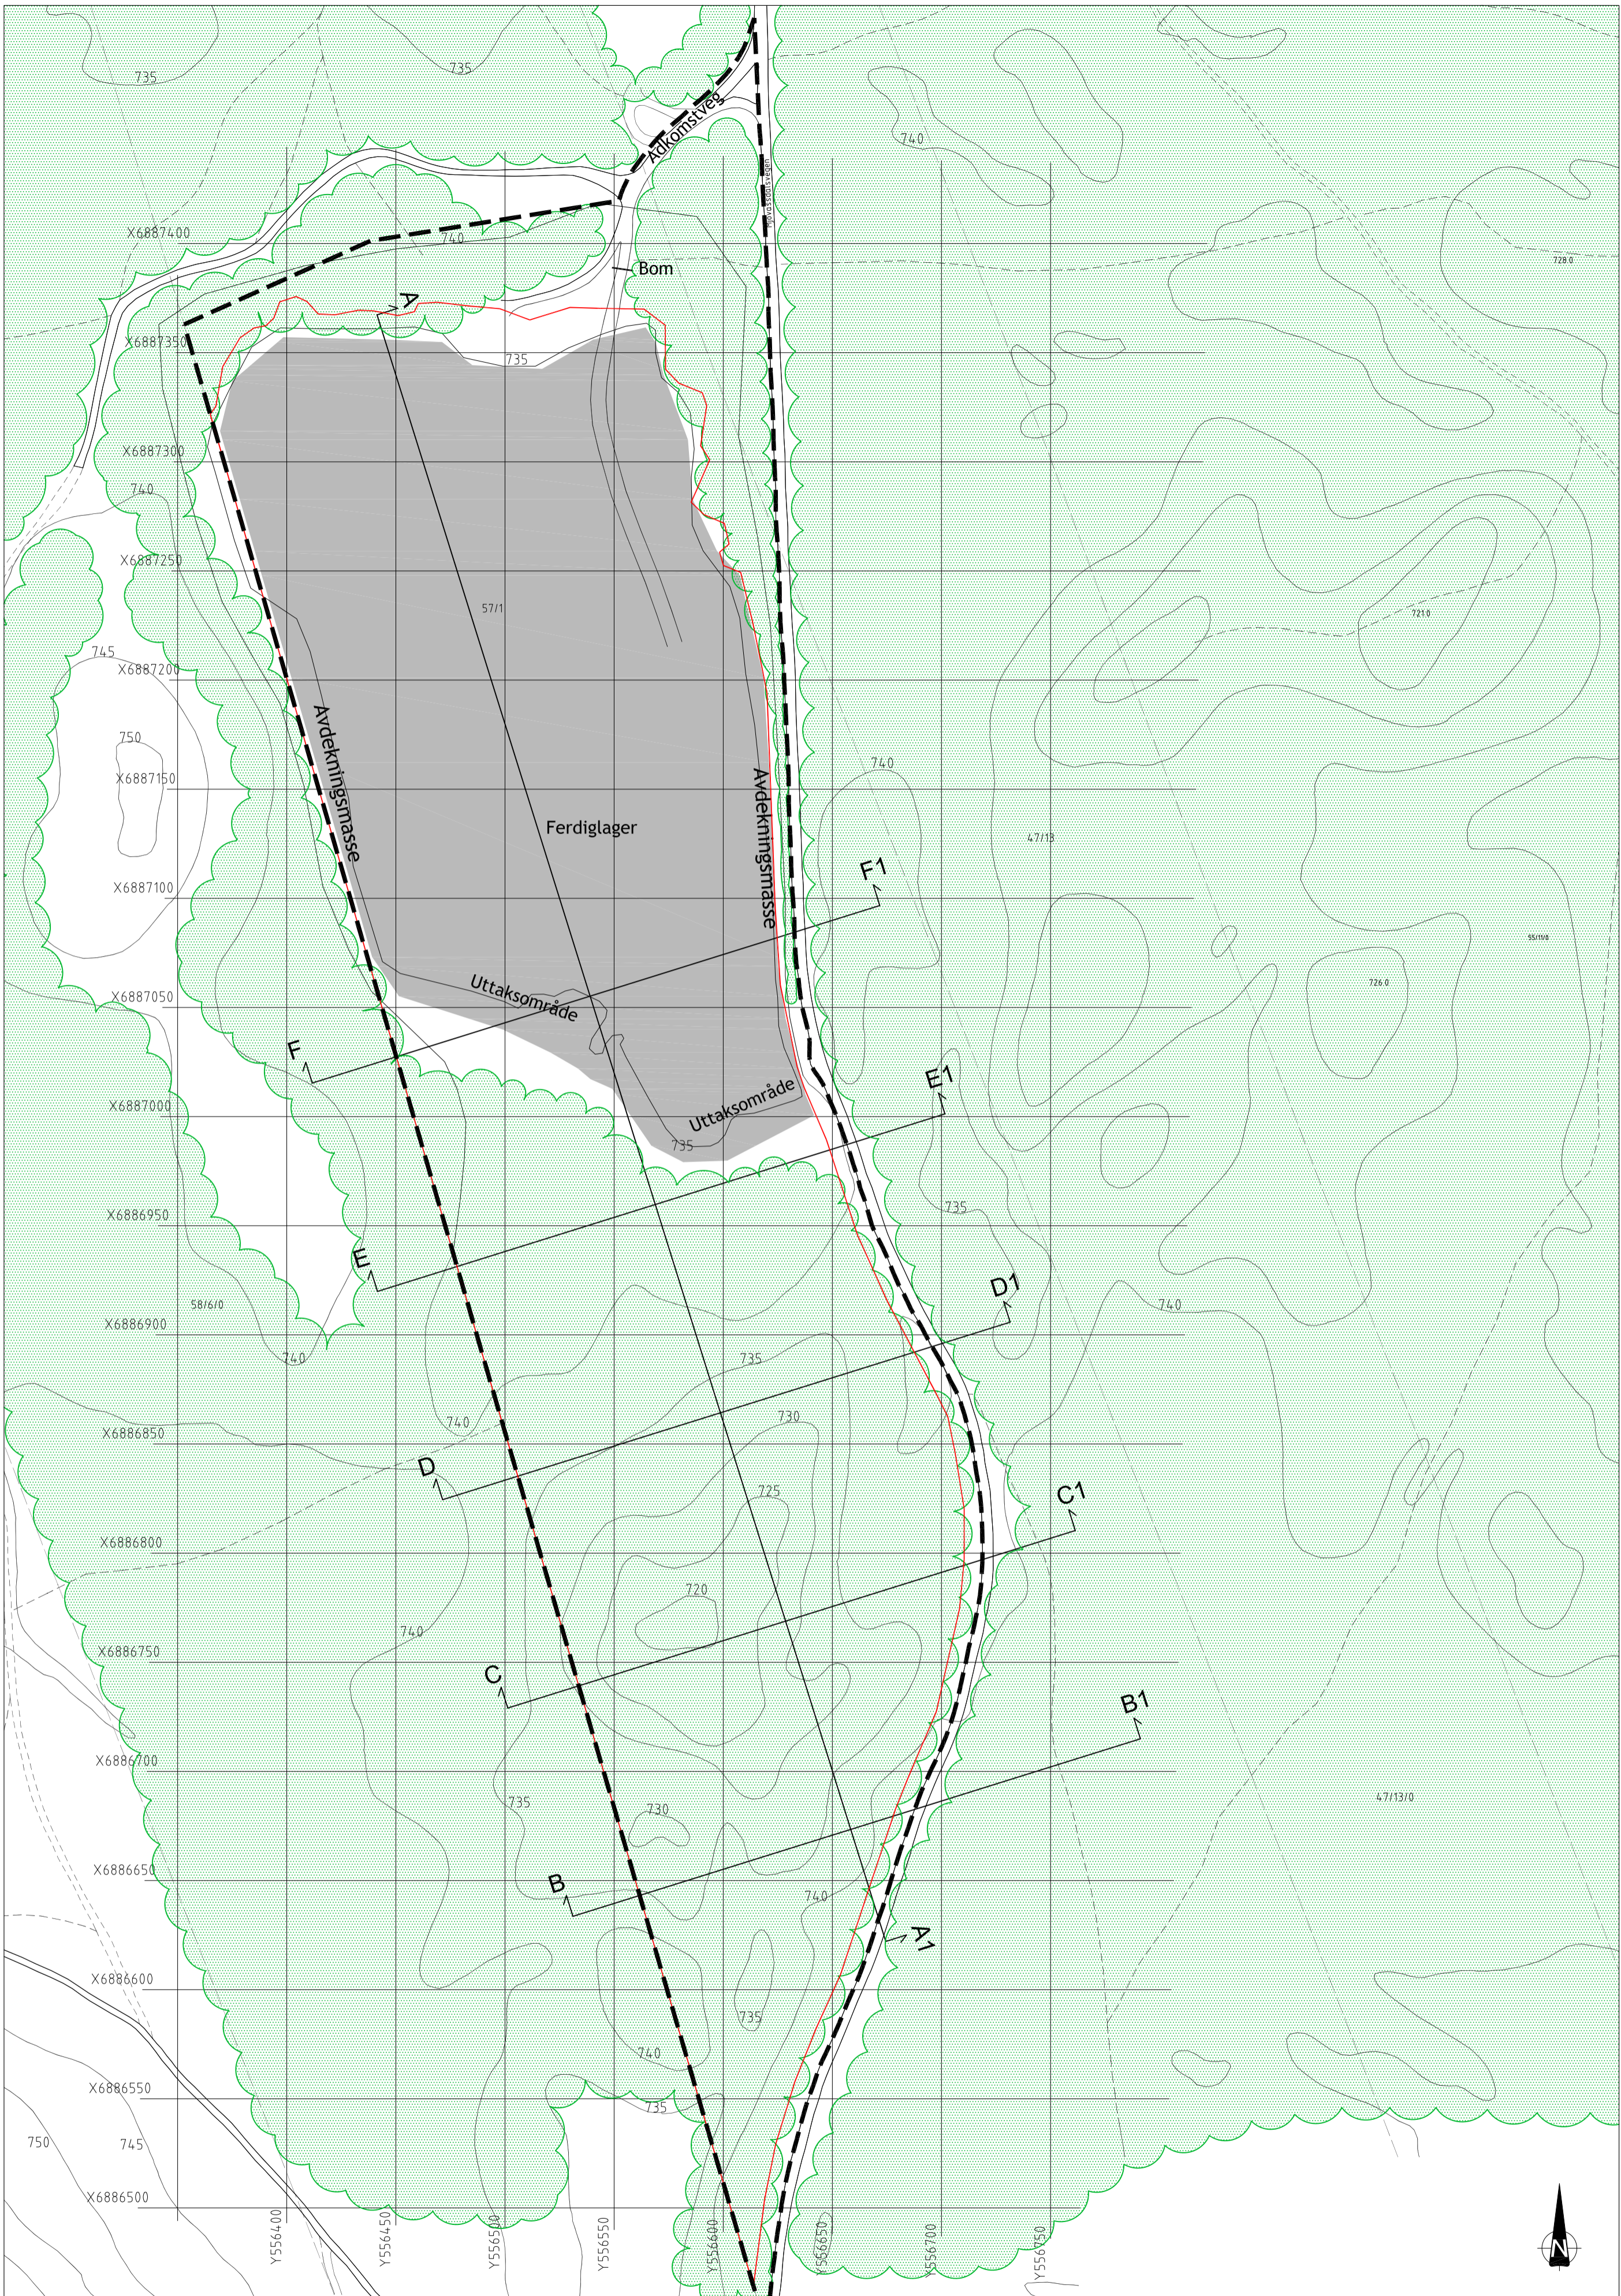 735
735
740
Adkomstveg
X6887400
740
Bom
728.0
A
X6887350
735
X6887300
740
X6887250
57/1
721.0
745
X6887200
750
740
X6887150
Avdekningsmasse
Avdekningsmasse
Ferdiglager
47/13
F1
X6887100
55/11/0
726.0
Uttaksområde
X6887050
F
E1
Uttaksområde
X6887000
735
735
X6886950
E
D1
58/6/0
740
X6886900
740
735
730
740
X6886850
D
725
C1
X6886800
720
740
X6886750
C
B1
X6886700
735
730
47/13/0
X6886650
B
740
A1
X6886600
735
740
X6886550
735
750
745
X6886500
Y556400
Y556450
Y556500
Y556550
Y556600
Y556650
Y556700
Y556750
N